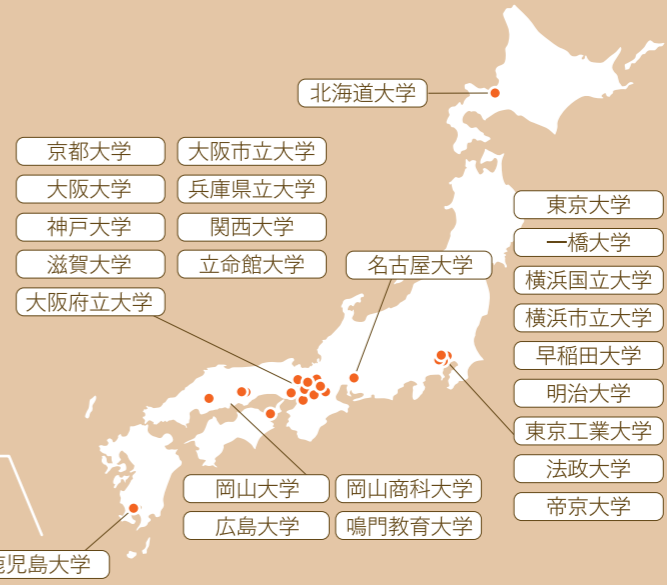 北海道大学
京都大学
大阪市立大学
大阪大学
兵庫県立大学
神戸大学
関西大学
滋賀大学
立命館大学
大阪府立大学
名古屋大学
東京大学
一橋大学
横浜国立大学
横浜市立大学
早稲田大学
明治大学
東京工業大学
法政大学
帝京大学
岡山大学
岡山商科大学
広島大学
鳴門教育大学
鹿児島大学